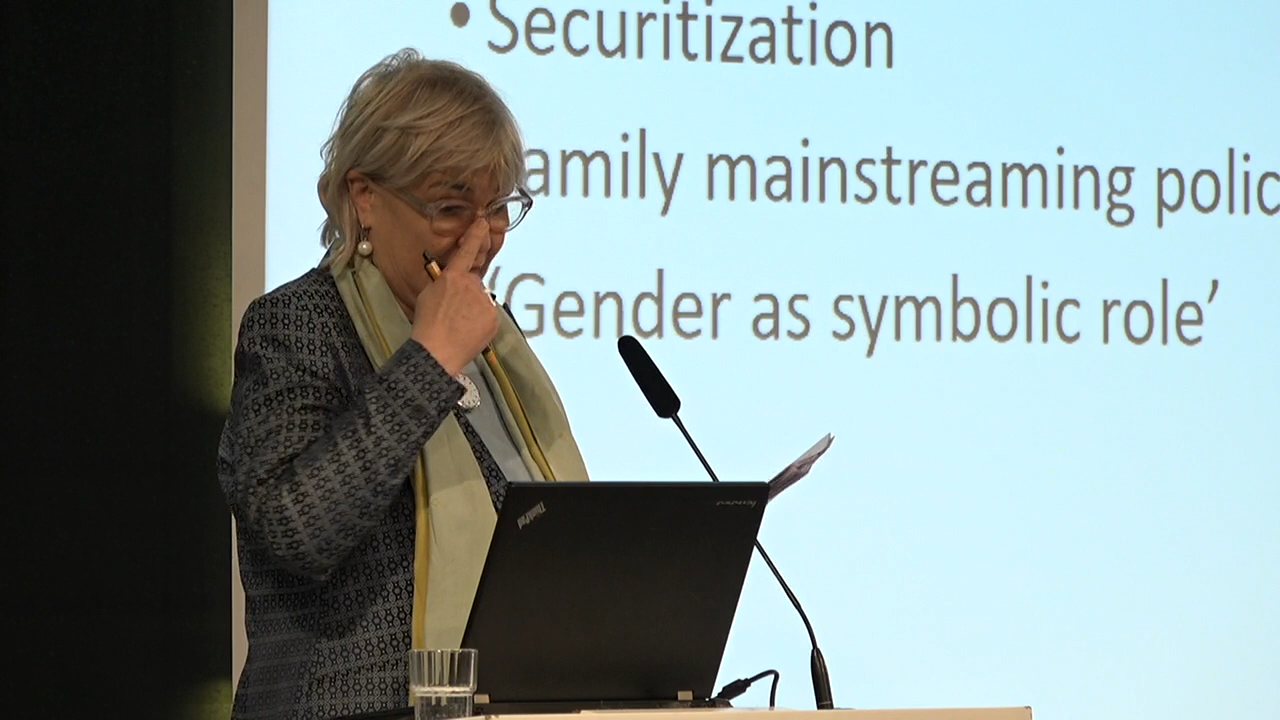 • Securitization
amily mainstreaming polic
‘Gender as symbolic role’
ThinkPad